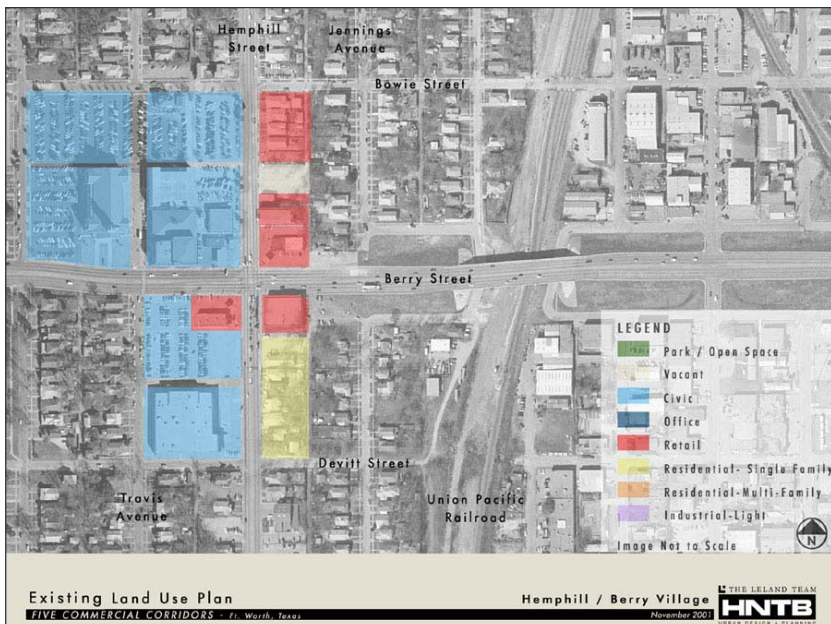 Hemphill
Street
Jennings
Avenue
Bowie Street
Berry Street
LEGEND
Park / Open Space
Vacant
Civic
Office
Retail
Residential- Single Family
Residential-Multi-Family
Industrial-Light
Image Not to Scale
N
Devitt Street
Travis
Avenue
Union Pacific
Railroad
Existing Land Use Plan
Hemphill / Berry Village
FIVE COMMERCIAL CORRIDORS - Ft. Worth, Texas
November 2001
THE LELAND TEAM
HNTB
URBAN DESIGN + PLANNING